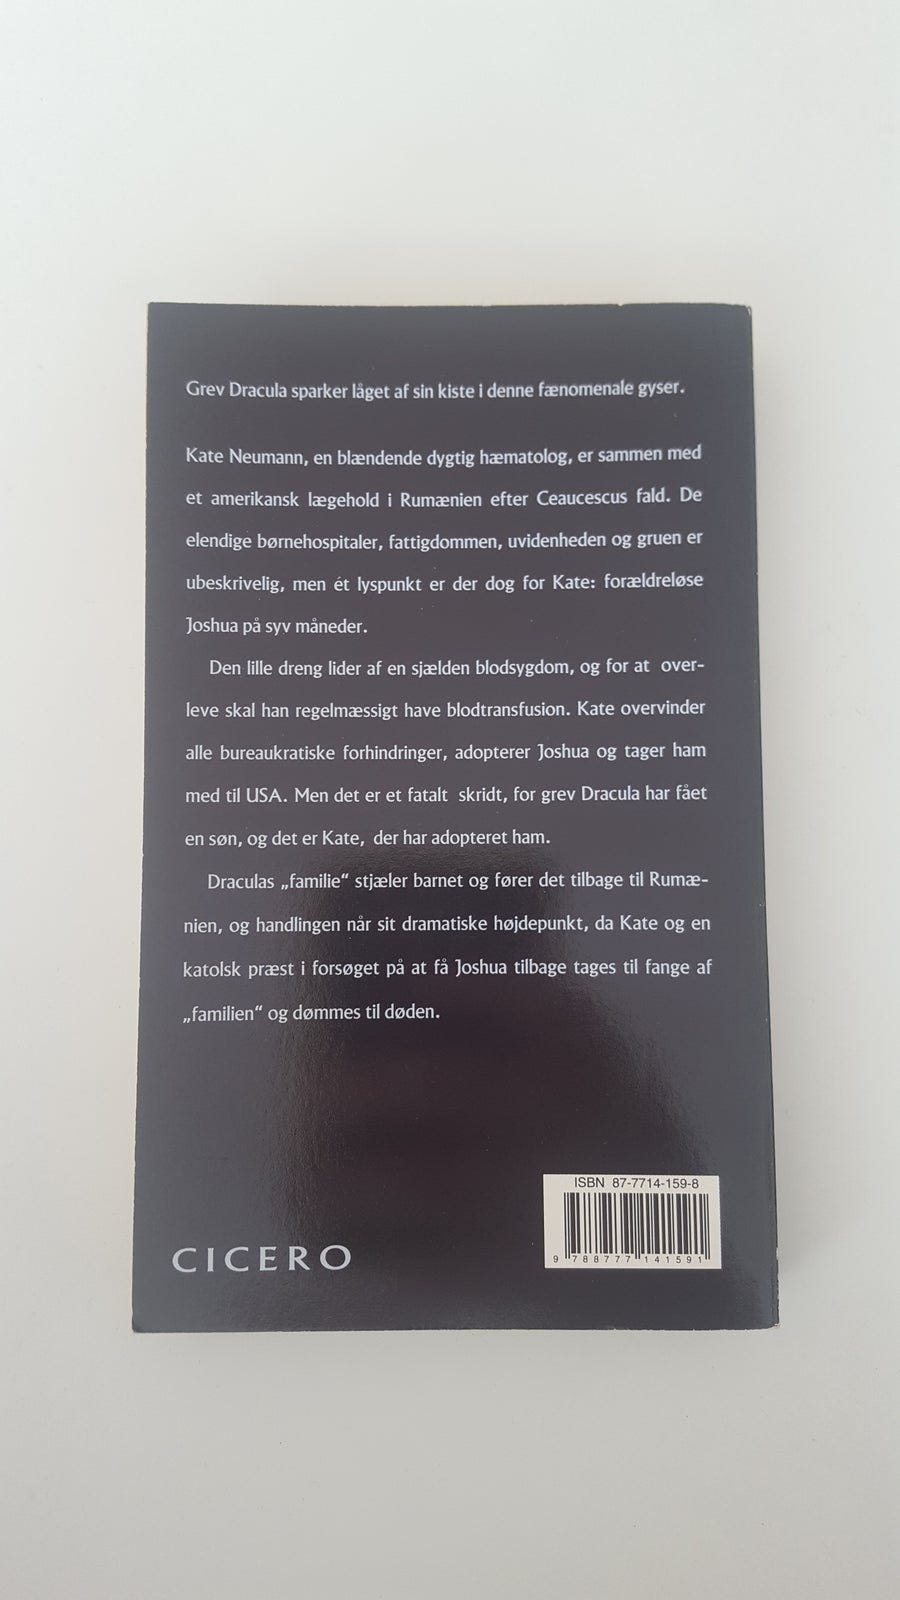 Grev Dracula sparker låget af sin kiste i denne fænomenale gyser.
Kate Neumann, en blændende dygtig hæmatolog, er sammen med
et amerikansk lægehold i Rumænien efter Ceaucescus fald. De
elendige børnehospitaler, fattigdommen, uvidenheden og gruen er
ubeskrivelig, men ét lyspunkt er der dog for Kate: forældreløse
Joshua på syv måneder.
Den lille dreng lider af en sjælden blodsygdom, og for at over-
leve skal han regelmæssigt have blodtransfusion. Kate overvinder
alle bureaukratiske forhindringer, adopterer Joshua og tager ham
med til USA. Men det er et fatalt skridt, for grev Dracula har fået
en søn, og det er Kate, der har adopteret ham.
Draculas „familie“ stjæler barnet og fører det tilbage til Rumæ-
nien, og handlingen når sit dramatiske højdepunkt, da Kate og en
katolsk præst i forsøget på at få Joshua tilbage tages til fange af
„familien“ og dømmes til døden.
ISBN 87-7714-159-8
9 788777 141591
CICERO